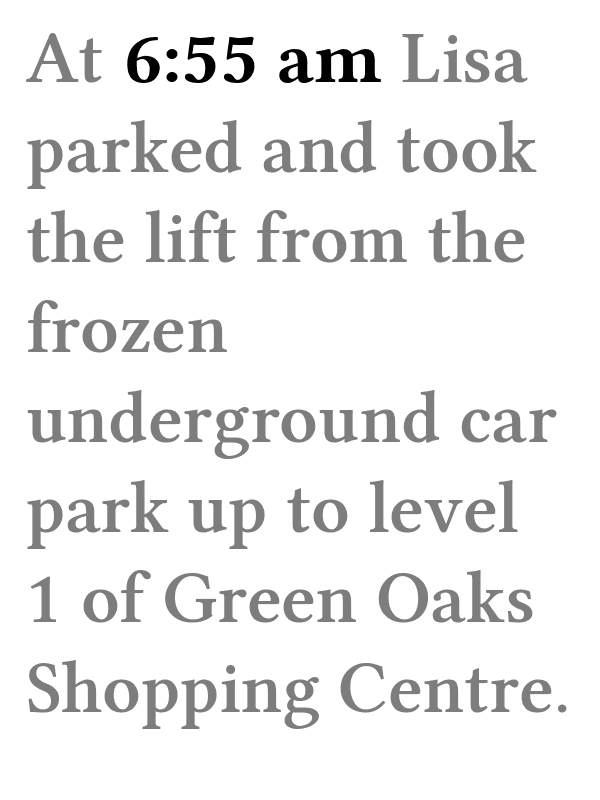 At 6:55 am Lisa
parked and took
the lift from the
frozen
underground car
park up to level
1 of Green Oaks
Shopping Centre.